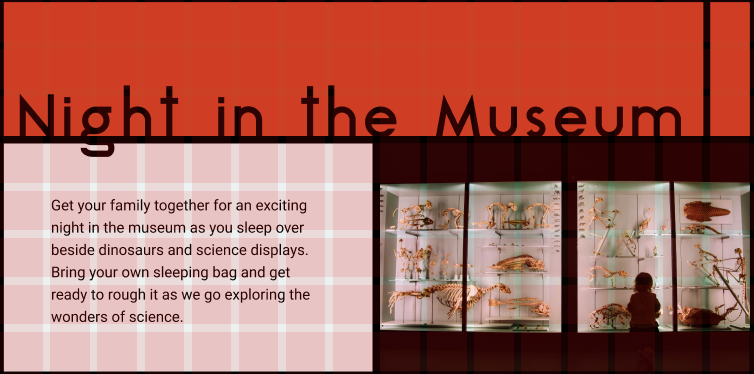 Night in the Museum
Get your family together for an exciting
night in the museum as you sleep over
beside dinosaurs and science displays.
Bring your own sleeping bag and get
ready to rough it as we go exploring the
wonders of science.